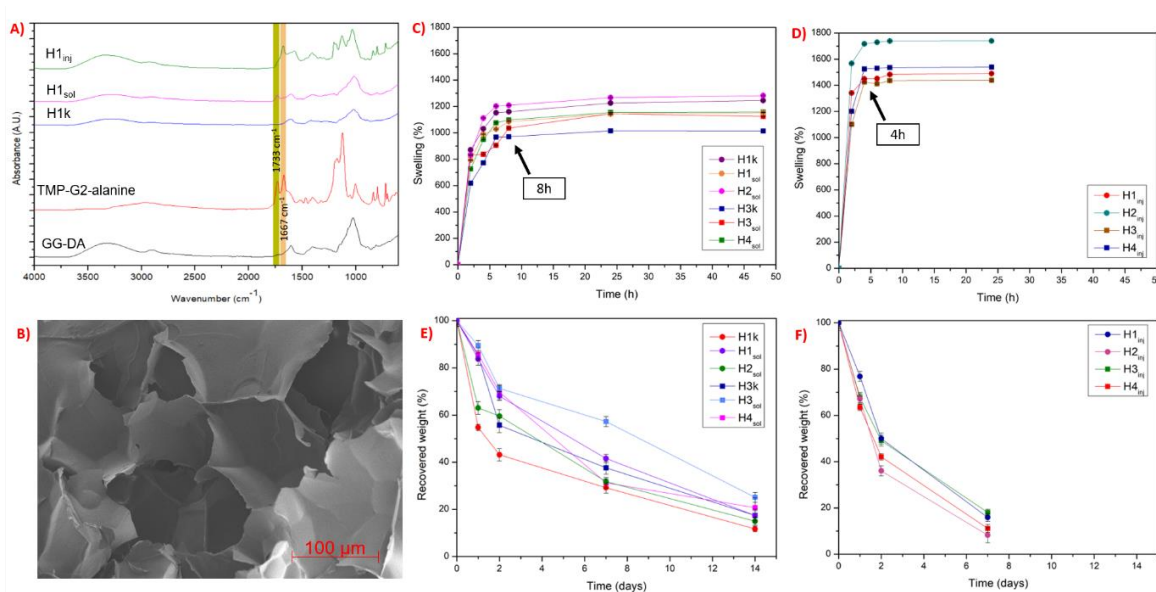 A)
H1inj
H1sol
H1k
TMP-G2-alanine
GG-DA
1733 cm-1
1667 cm-1
Absorbance (A.U.)
4000 3500 3000 2500 2000 1500 1000
Wavenumber (cm-1)
B)
100 µm
C)
Swelling (%)
1800
1600
1400
1200
1000
800
600
400
200
0
8h
H1k
H1sol
H2sol
H3k
H3sol
H4sol
0 5 10 15 20 25 30 35 40 45 50
Time (h)
D)
Swelling (%)
1800
1600
1400
1200
1000
800
600
400
200
0
4h
H1inj
H2inj
H3inj
H4inj
0 5 10 15 20 25 30 35 40 45 50
Time (h)
E)
Recovered weight (%)
100
80
60
40
20
0
H1k
H1sol
H2sol
H3k
H3sol
H4sol
0 2 4 6 8 10 12 14
Time (days)
F)
Recovered weight (%)
100
80
60
40
20
0
H1inj
H2inj
H3inj
H4inj
0 2 4 6 8 10 12 14
Time (days)